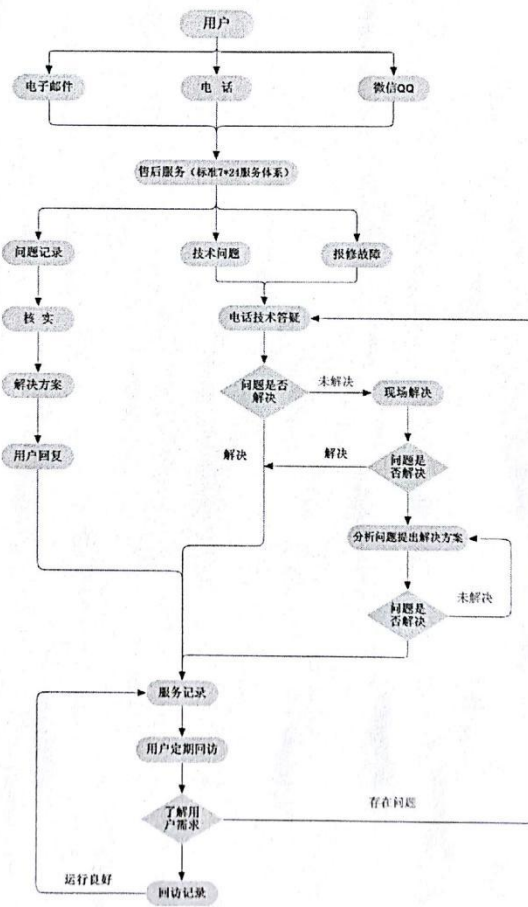 用户
电子邮件
电 话
微信QQ
售后服务（标准7*24服务体系）
问题记录
技术问题
报修故障
核 实
电话技术答疑
解决方案
问题是否
解决
未解决
现场解决
用户回复
解决
解决
问题是
否解决
分析问题提出解决方案
问题是
否解决
未解决
服务记录
用户定期回访
了解用
户需求
存在问题
运行良好
回访记录